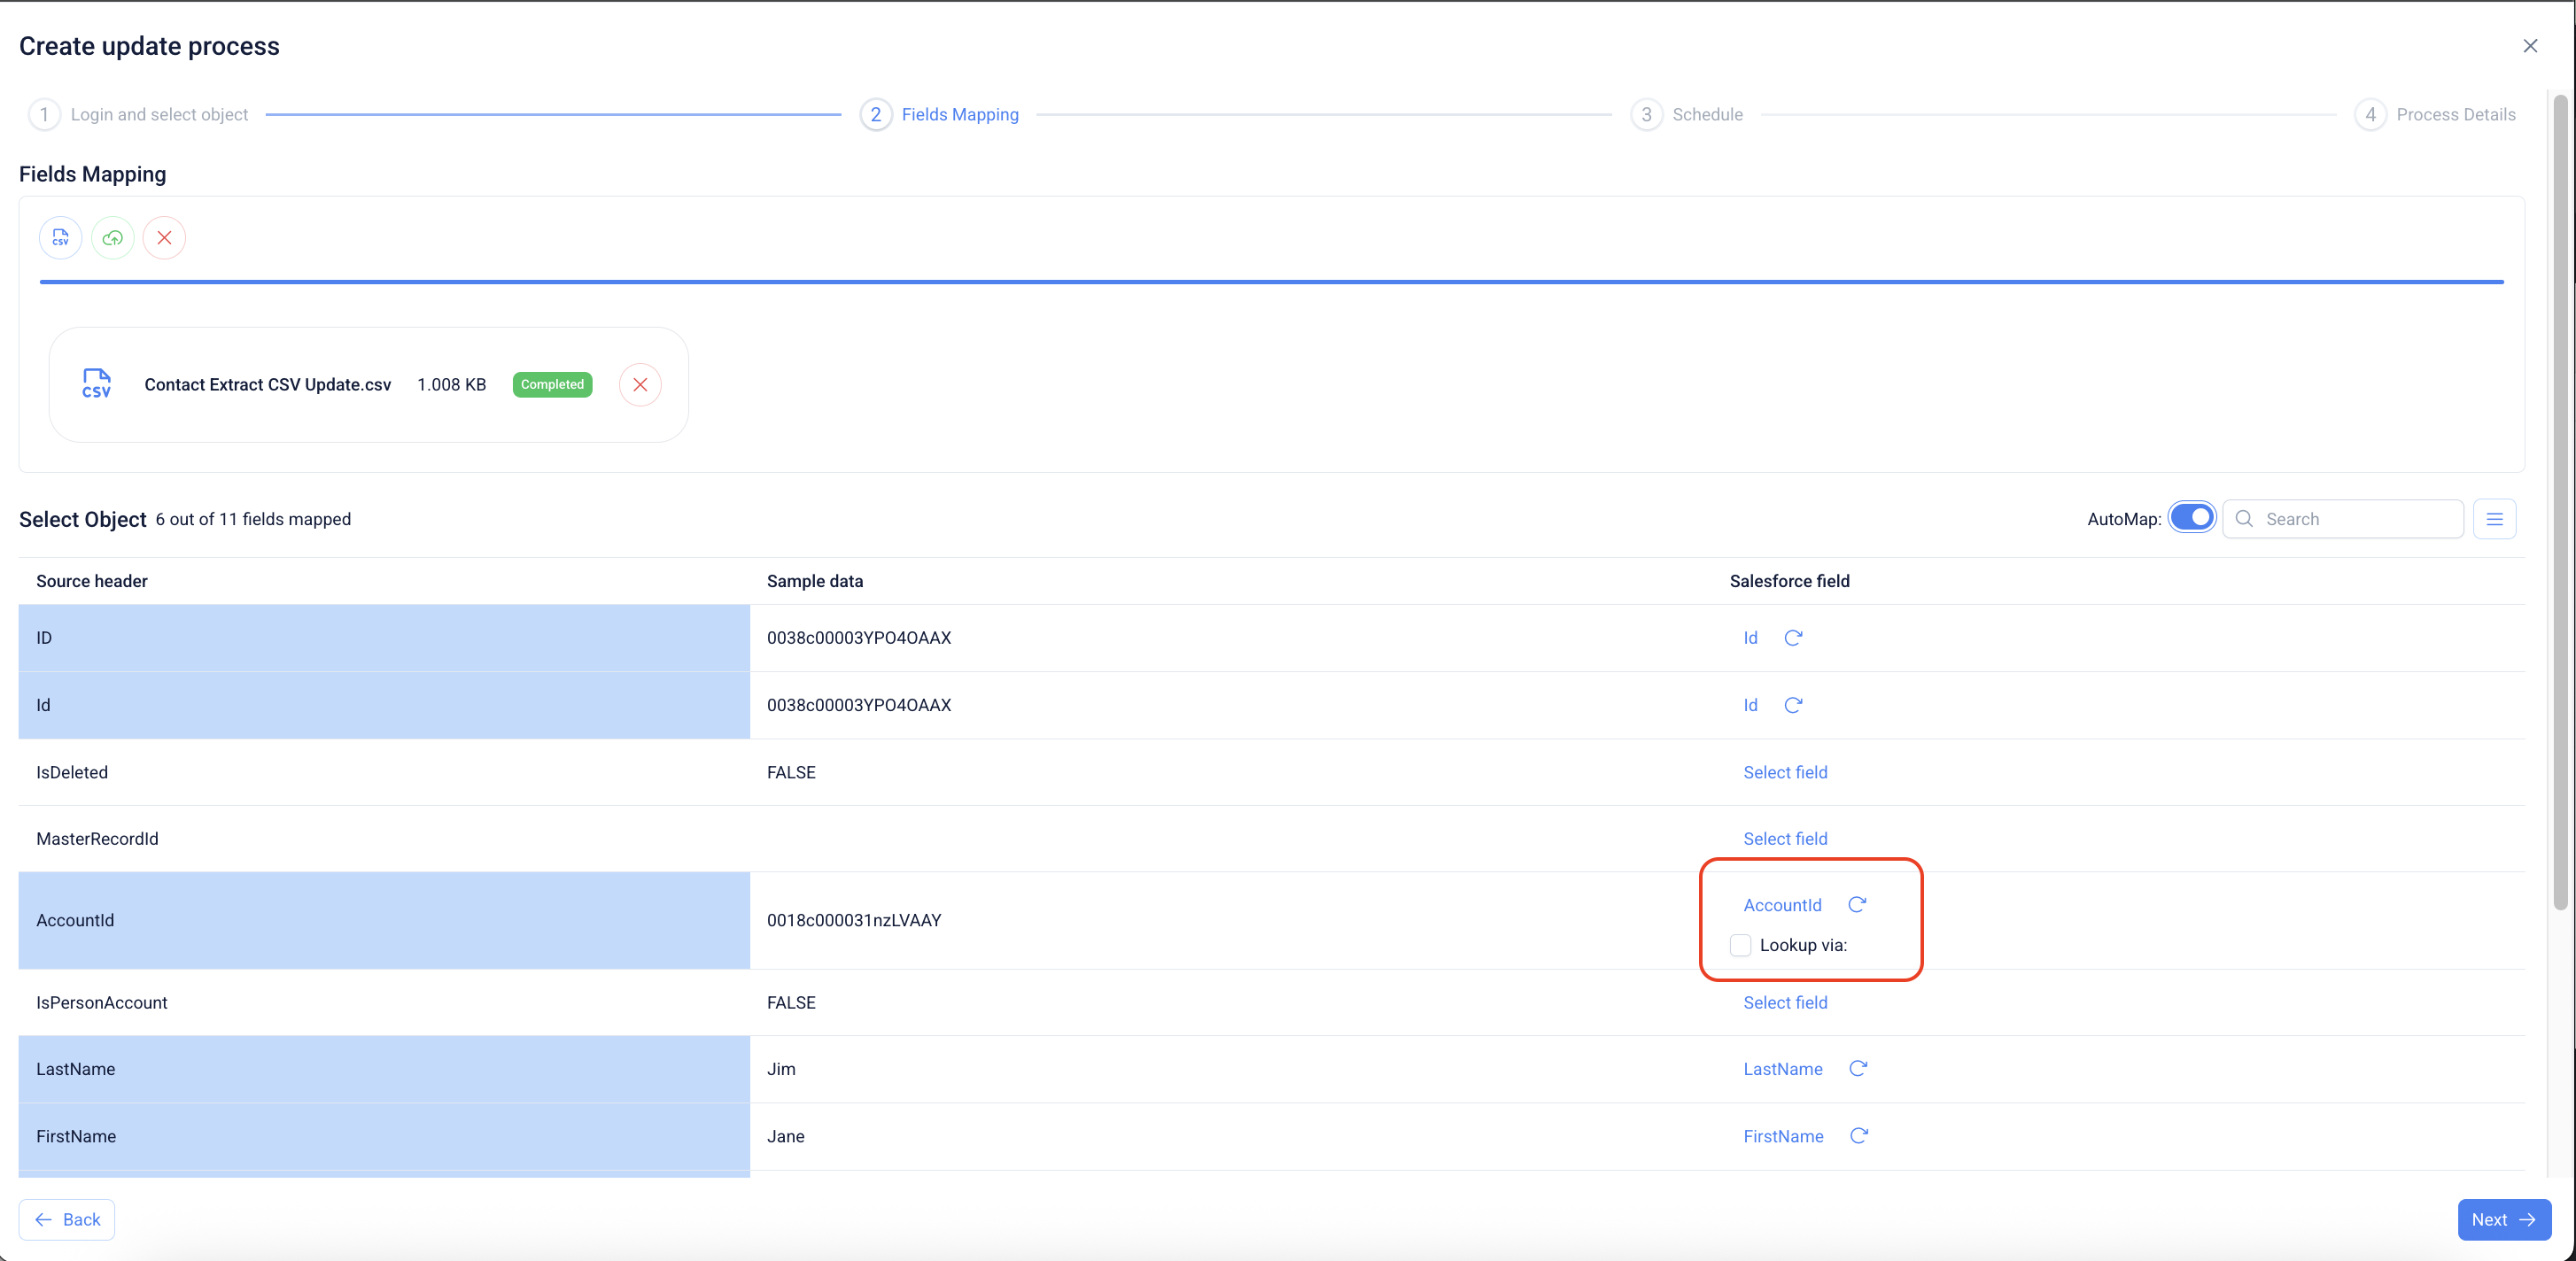 Create update process
1 Login and select object 2 Fields Mapping 3 Schedule 4 Process Details
Fields Mapping
CSV
CSV Contact Extract CSV Update.csv 1.008 KB Completed
Select Object 6 out of 11 fields mapped AutoMap: Search
Source header Sample data Salesforce field
ID 0038c00003YPO4OAAX Id
Id 0038c00003YPO4OAAX Id
IsDeleted FALSE Select field
MasterRecordId Select field
AccountId 0018c000031nzLVAAY AccountId
Lookup via:
IsPersonAccount FALSE Select field
LastName Jim LastName
FirstName Jane FirstName
Back Next